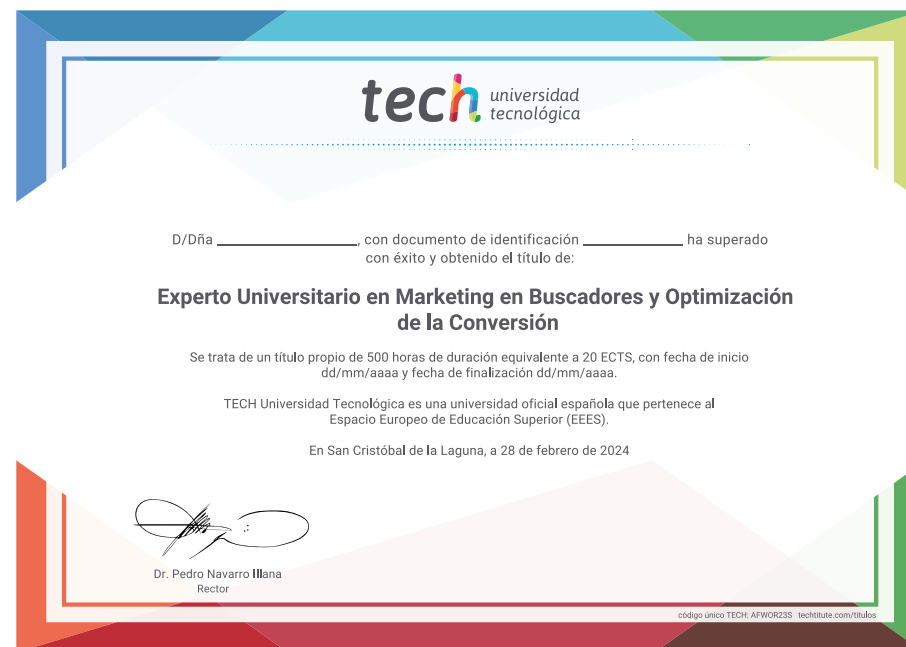 tech universidad
tecnológica
D/Dña ______________, con documento de identificación __________ ha superado
con éxito y obtenido el título de:
Experto Universitario en Marketing en Buscadores y Optimización
de la Conversión
Se trata de un título propio de 500 horas de duración equivalente a 20 ECTS, con fecha de inicio
dd/mm/aaaa y fecha de finalización dd/mm/aaaa.
TECH Universidad Tecnológica es una universidad oficial española que pertenece al
Espacio Europeo de Educación Superior (EEES).
En San Cristóbal de la Laguna, a 28 de febrero de 2024
Dr. Pedro Navarro Illana
Rector
código único TECH: AFWOR23S techtitute.com/titulos